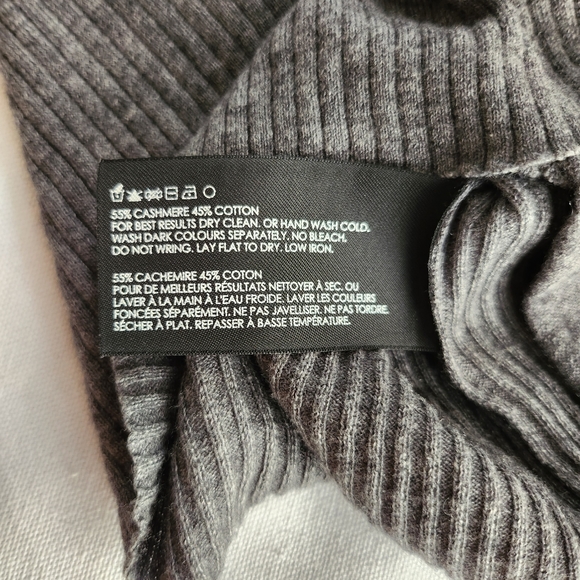 55% CASHMERE 45% COTTON
FOR BEST RESULTS DRY CLEAN. OR HAND WASH COLD.
WASH DARK COLOURS SEPARATELY. NO BLEACH.
DO NOT WRING. LAY FLAT TO DRY. LOW IRON.
55% CACHEMIRE 45% COTON
POUR DE MEILLEURS RÉSULTATS NETTOYER À SEC. OU
LAVER À LA MAIN À L'EAU FROIDE. LAVER LES COULEURS
FONCÉES SÉPARÉMENT. NE PAS JAVELLISER. NE PAS TORDRE.
SÉCHER À PLAT. REPASSER À BASSE TEMPÉRATURE.